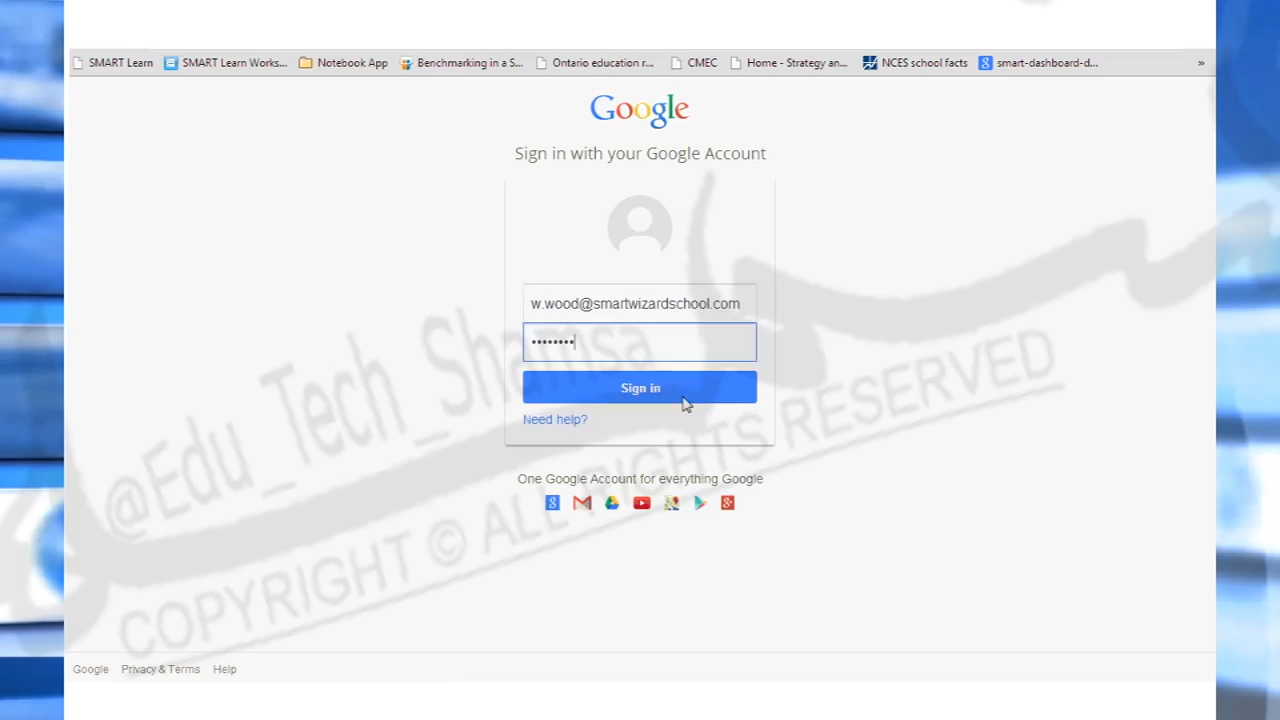 SMART Learn SMART Learn Works... Notebook App Benchmarking in a S... Ontario education r... CMEC Home - Strategy an... NCES school facts smart-dashboard-d... »
Google
Sign in with your Google Account
w.wood@smartwizardschool.com
••••••••
Sign in
Need help?
One Google Account for everything Google
@Edu_Tech_Shamsa
COPYRIGHT © ALL RIGHTS RESERVED
Google Privacy & Terms Help